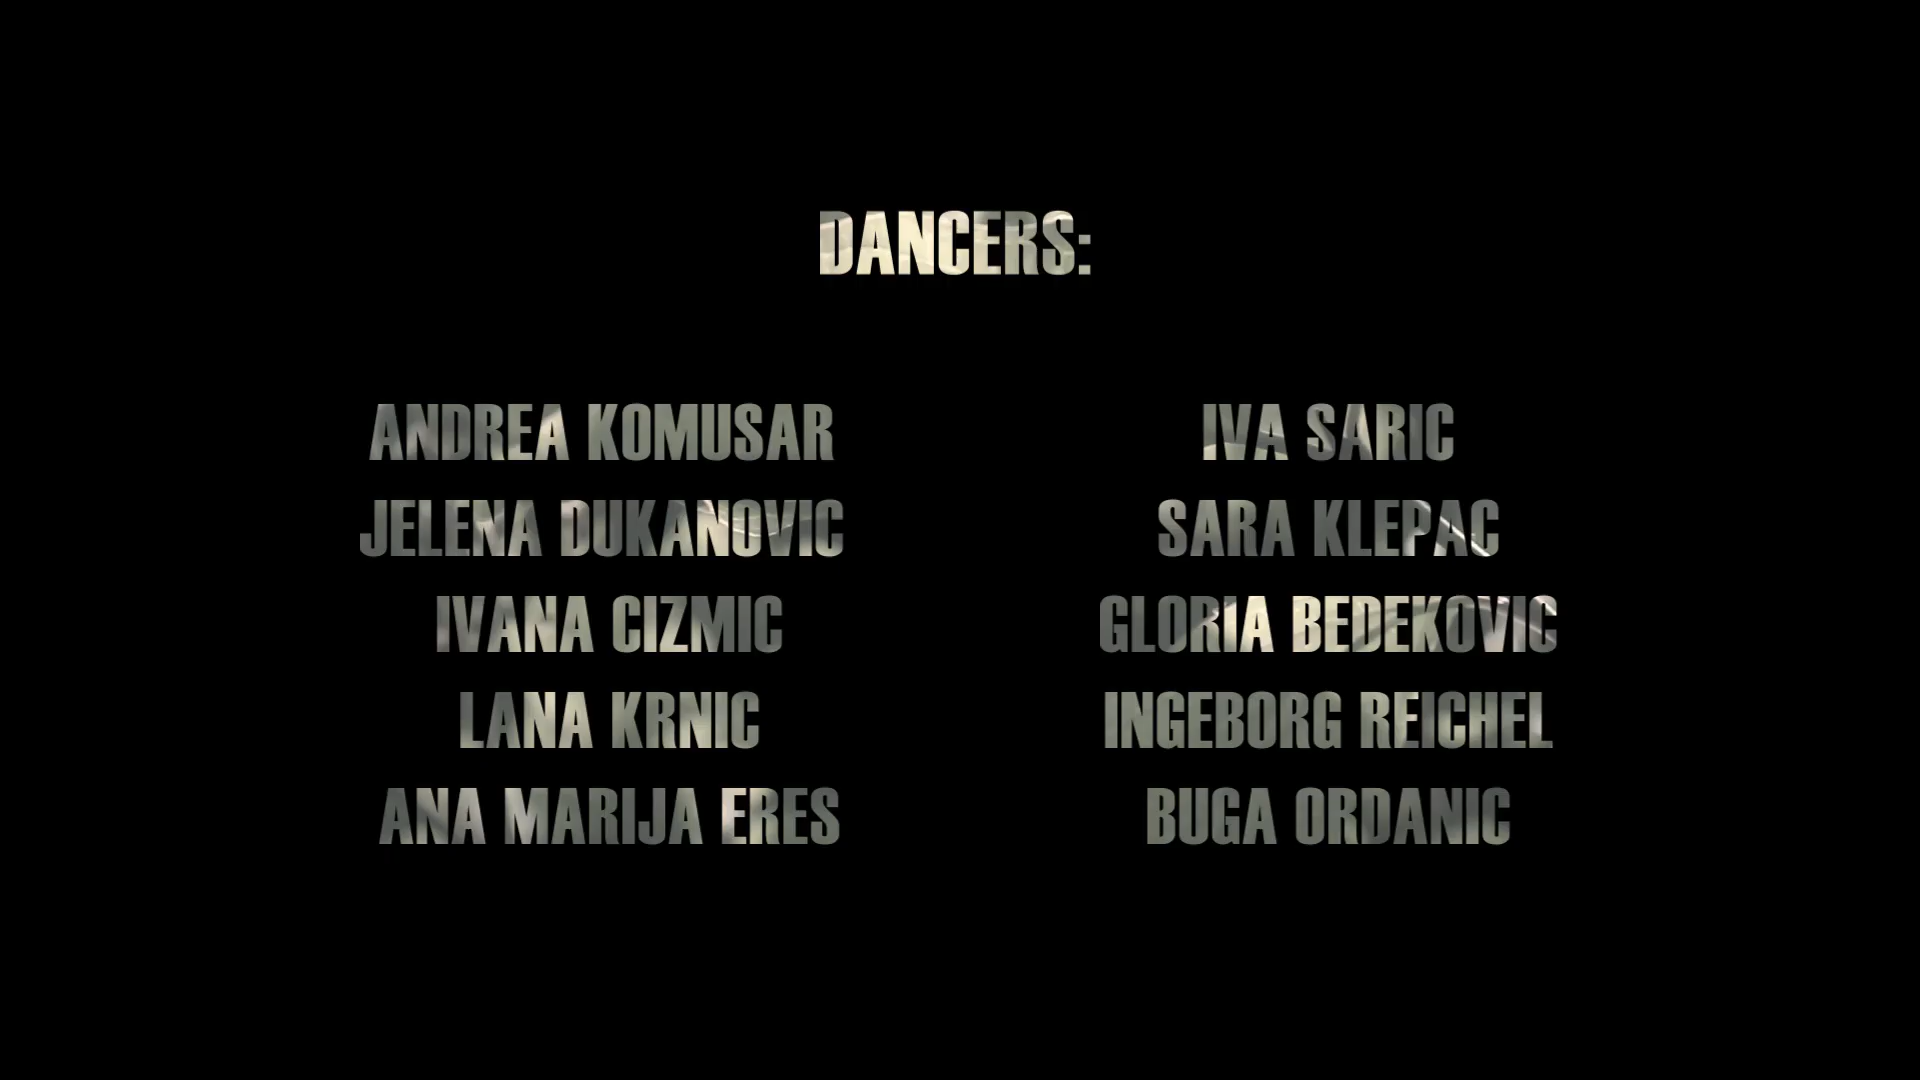 DANCERS:
ANDREA KOMUSAR
JELENA DUKANOVIC
IVANA CIZMIC
LANA KRNIC
ANA MARIJA ERES
IVA SARIC
SARA KLEPAC
GLORIA BEDEKOVIC
INGEBORG REICHEL
BUGA ORDANIC